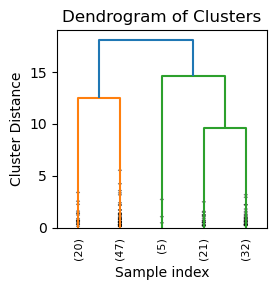 Dendrogram of Clusters
Cluster Distance
15
10
5
0
(20) (47) (5) (21) (32)
Sample index